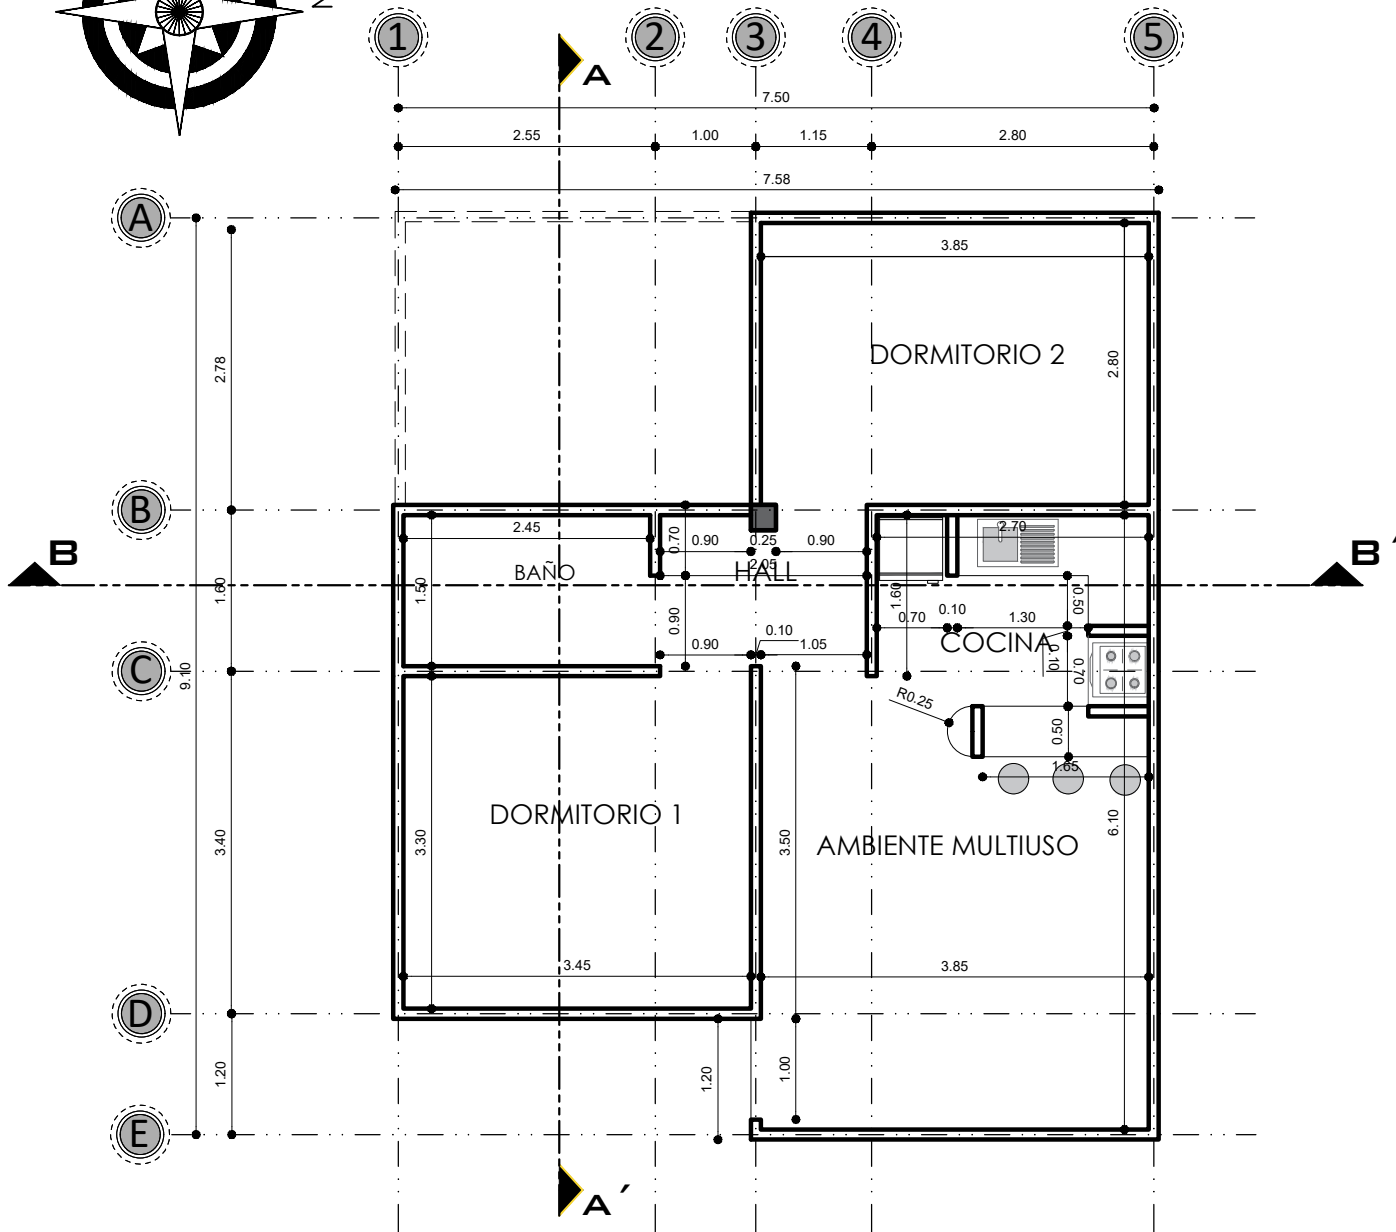 N
1 2 3 4 5
A
7.50
2.55 1.00 1.15 2.80
7.58
A
3.85
2.78
DORMITORIO 2
2.80
B
2.45
0.70
0.90 0.25 0.90
2.70
B
B´
BAÑO
HALL
2.05
1.60
1.50
1.60
0.50
0.90
0.70 0.10 1.30
0.90
0.10
1.05
COCINA
0.10
0.70
C
9.10
R0.25
0.50
1.65
DORMITORIO 1
6.10
3.40
3.30
3.50
AMBIENTE MULTIUSO
3.45
3.85
D
1.20
1.20
1.00
E
A´